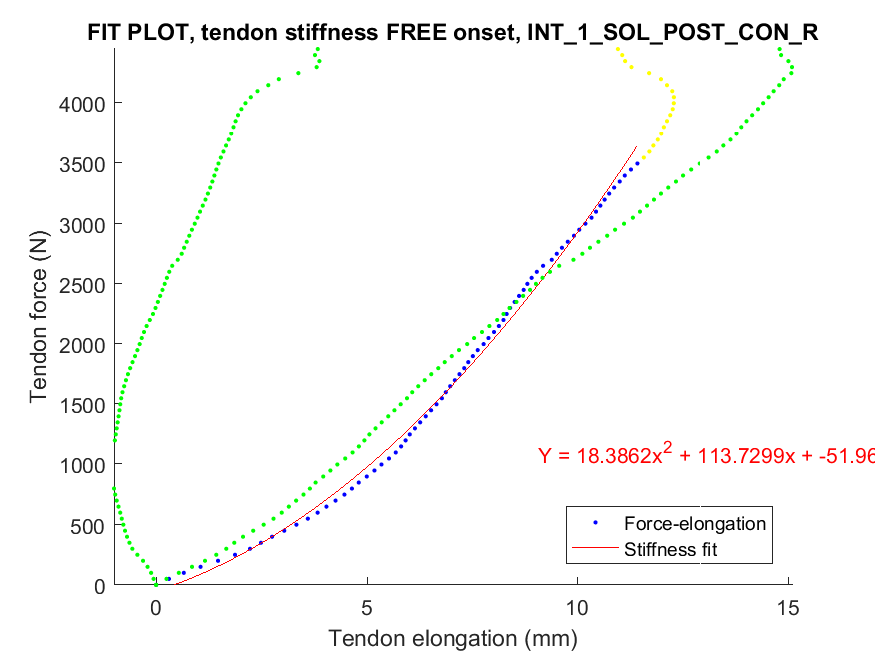 FIT PLOT, tendon stiffness FREE onset, INT_1_SOL_POST_CON_R
4000
3500
3000
2500
2000
1500
1000
500
0
Tendon force (N)
Y = 18.3862x² + 113.7299x + -51.96
Force-elongation
Stiffness fit
0 5 10 15
Tendon elongation (mm)